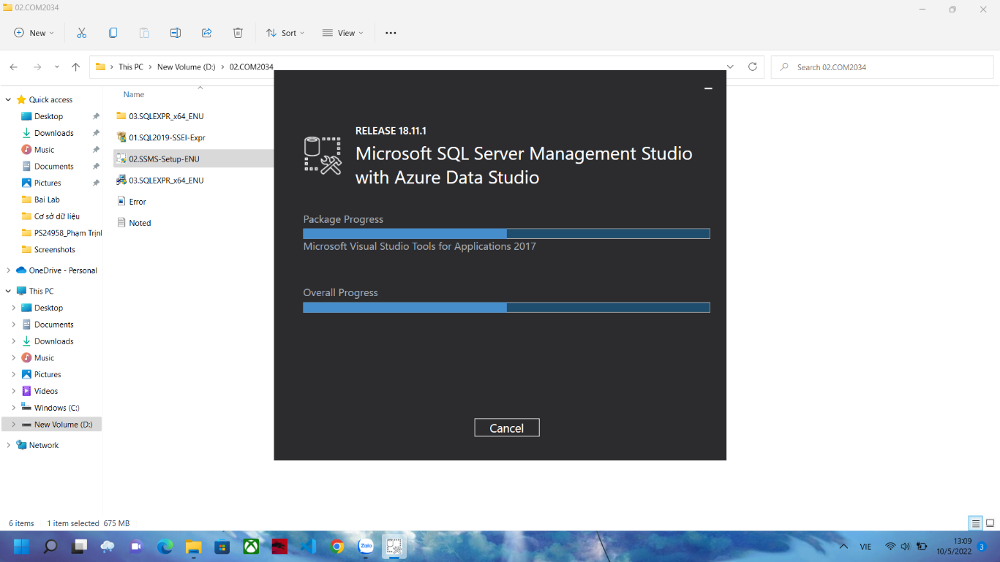 02.COM2034
New
Sort
View
This PC
New Volume (D:)
02.COM2034
Search 02.COM2034
Quick access
Desktop
Downloads
Music
Documents
Pictures
Bai Lab
Cơ sở dữ liệu
PS24958_Phạm Trịnh
Screenshots
OneDrive - Personal
This PC
Desktop
Documents
Downloads
Music
Pictures
Videos
Windows (C:)
New Volume (D:)
Network
Name
03.SQLEXPR_x64_ENU
01.SQL2019-SSEI-Expr
02.SSMS-Setup-ENU
03.SQLEXPR_x64_ENU
Error
Noted
RELEASE 18.11.1
Microsoft SQL Server Management Studio
with Azure Data Studio
Package Progress
Microsoft Visual Studio Tools for Applications 2017
Overall Progress
Cancel
6 items
1 item selected 675 MB
Zalo
VIE
13:09
10/5/2022
3